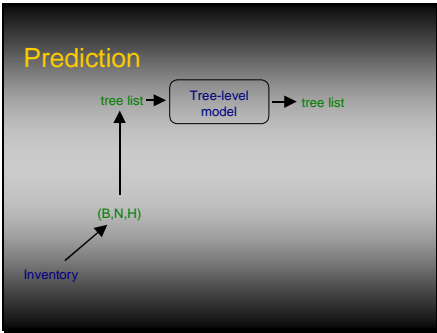 Prediction
tree list
Tree-level
model
tree list
(B,N,H)
Inventory